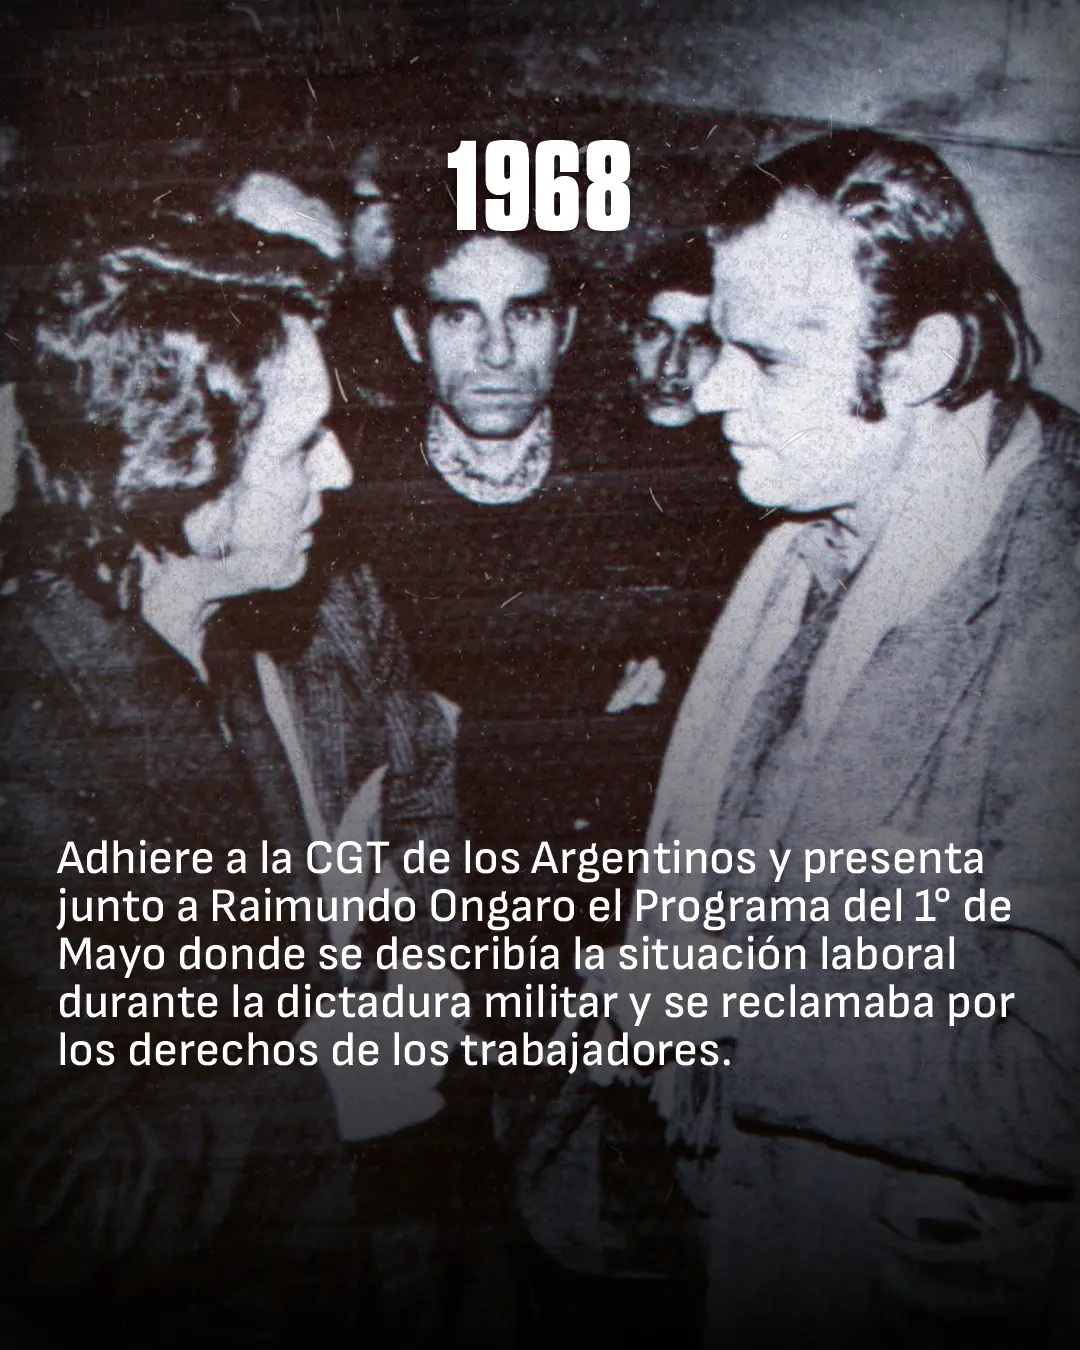 1968
Adhiere a la CGT de los Argentinos y presenta
junto a Raimundo Ongaro el Programa del 1° de
Mayo donde se describía la situación laboral
durante la dictadura militar y se reclamaba por
los derechos de los trabajadores.